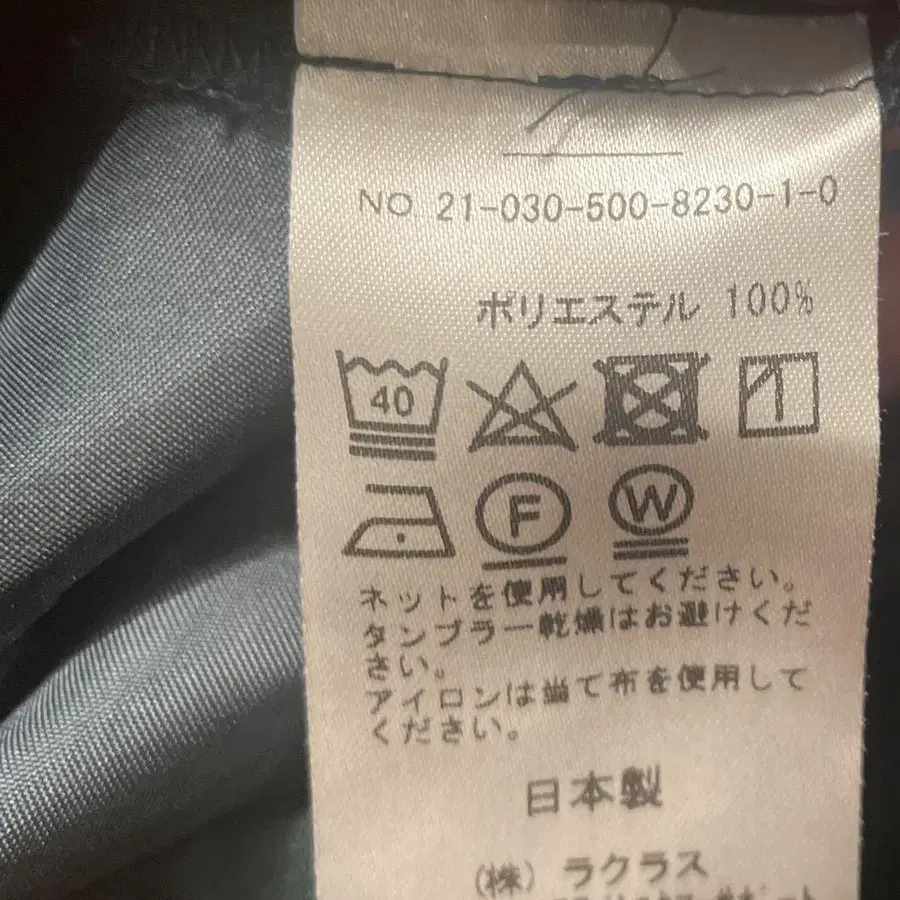 NO 21-030-500-8230-1-0
ポリエステル 100%
40
F W
ネットを使用してください。
タンブラー乾燥はお避けくだ
さい。
アイロンは当て布を使用して
ください。
日本製
(株) ラクラス